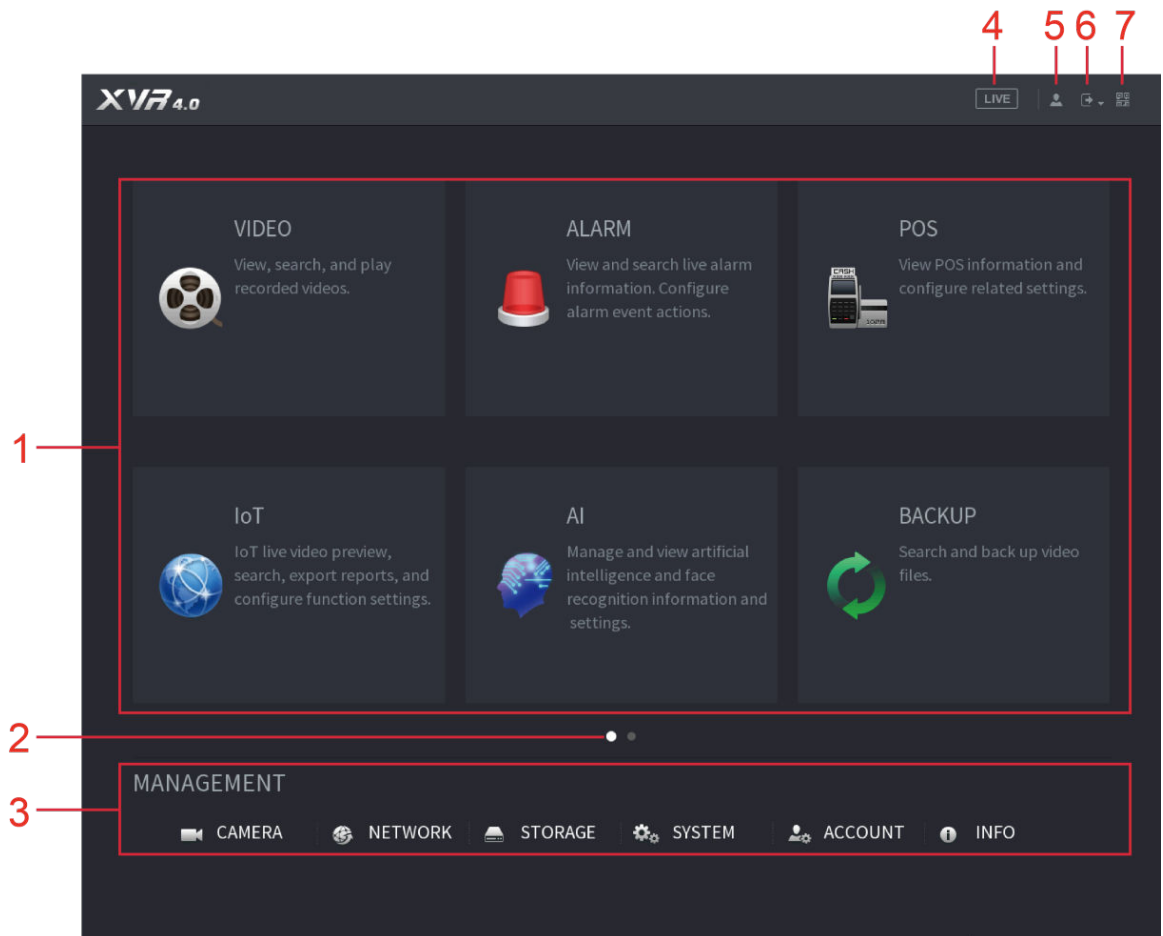 4 5 6 7
XVR 4.0
LIVE
VIDEO
View, search, and play
recorded videos.
ALARM
View and search live alarm
information. Configure
alarm event actions.
POS
View POS information and
configure related settings.
CASH
1
IoT
IoT live video preview,
search, export reports, and
configure function settings.
AI
Manage and view artificial
intelligence and face
recognition information and
settings.
BACKUP
Search and back up video
files.
2
3
MANAGEMENT
CAMERA NETWORK STORAGE SYSTEM ACCOUNT INFO